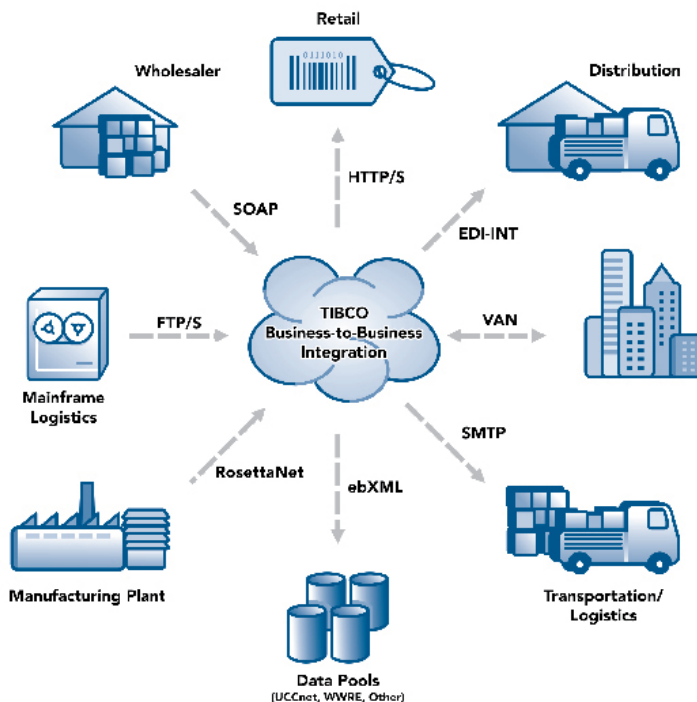 Retail
0111010
Wholesaler
Distribution
HTTP/S
SOAP
EDI-INT
TIBCO
Business-to-Business
Integration
FTP/S
VAN
Mainframe
Logistics
SMTP
RosettaNet
ebXML
Manufacturing Plant
Transportation/
Logistics
Data Pools
(UCCnet, WWRE, Other)